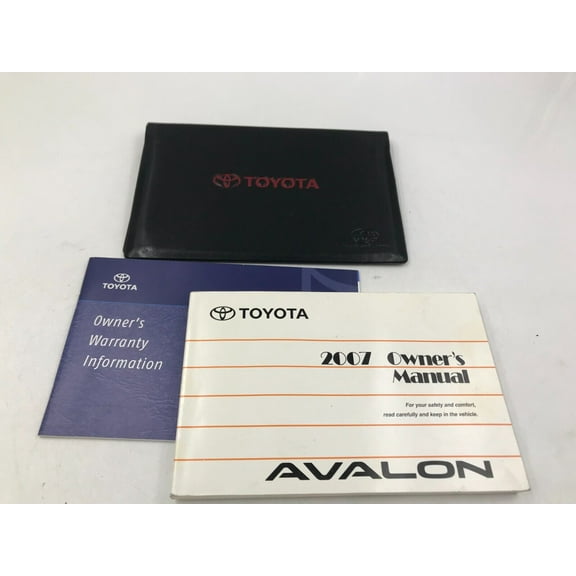 TOYOTA
TOYOTA
Owner's
Warranty
Information
TOYOTA
2007 Owner's
Manual
For your safety and comfort,
read carefully and keep in the vehicle.
AVALON